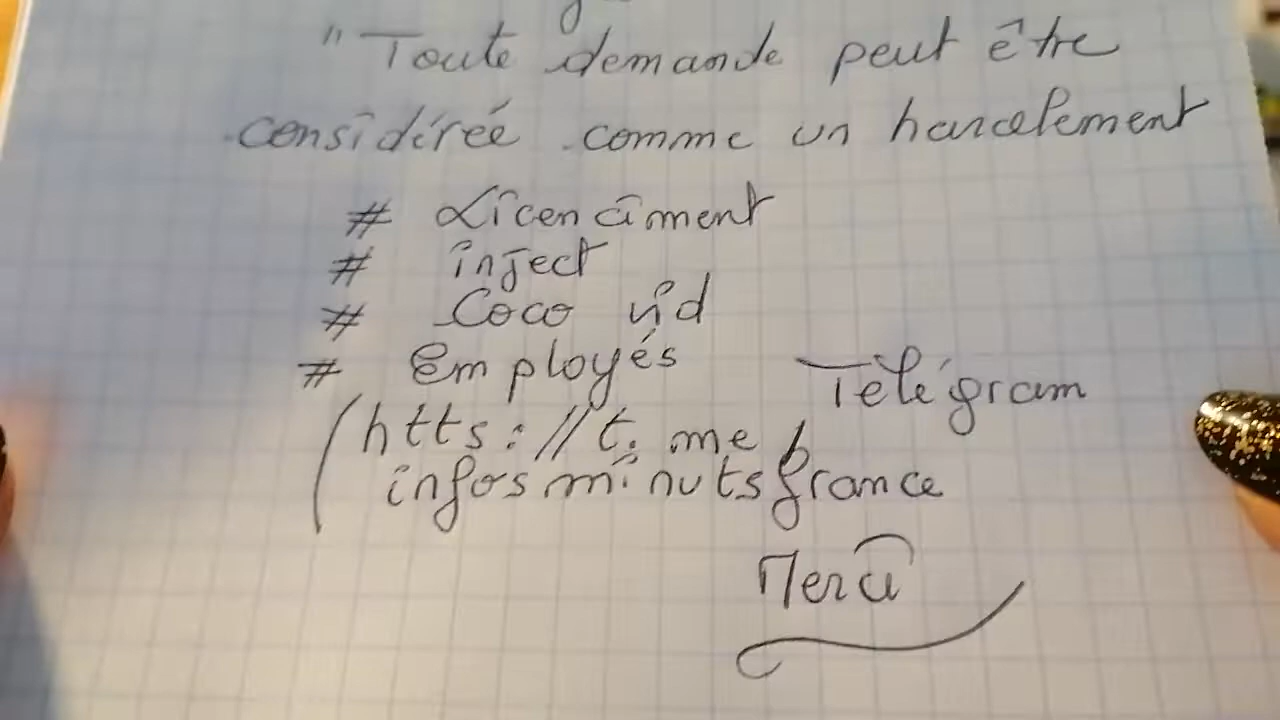 "Toute demande peut être
considérée comme un harcelement
# Licenciment
# inject
# Coco vid
# Employés
Télégram
(htts://t.me/
infosminutsfrance
Merci